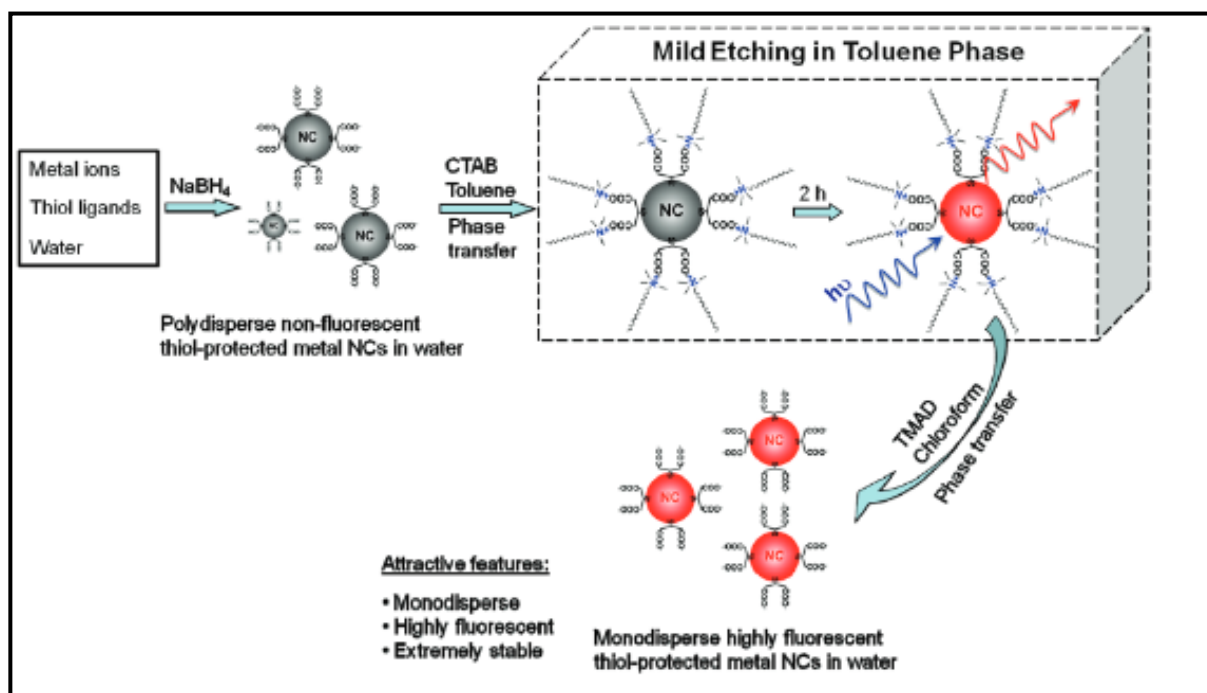 Mild Etching in Toluene Phase
Metal ions
Thiol ligands
Water
NaBH4
NC
NC
NC
CTAB
Toluene
Phase
transfer
NC
2 h
NC
hυ
Polydisperse non-fluorescent
thiol-protected metal NCs in water
TMAD
Chloroform
Phase transfer
NC
NC
NC
Attractive features:
• Monodisperse
• Highly fluorescent
• Extremely stable
Monodisperse highly fluorescent
thiol-protected metal NCs in water